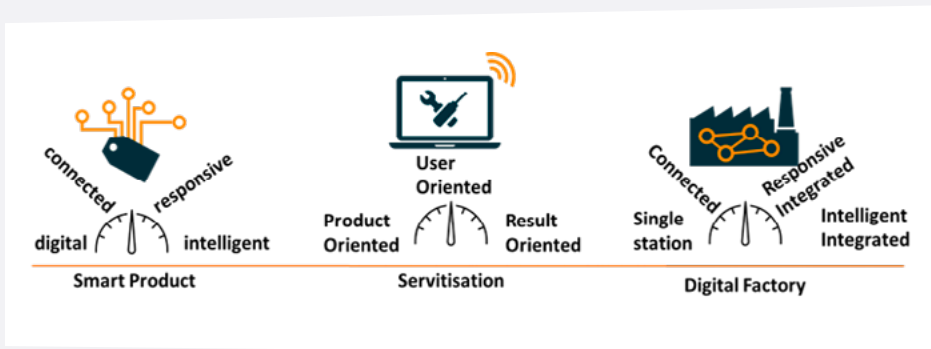 connected
responsive
digital
intelligent
Smart Product
User
Oriented
Product
Oriented
Result
Oriented
Servitisation
Connected
Responsive
Integrated
Single
station
Intelligent
Integrated
Digital Factory